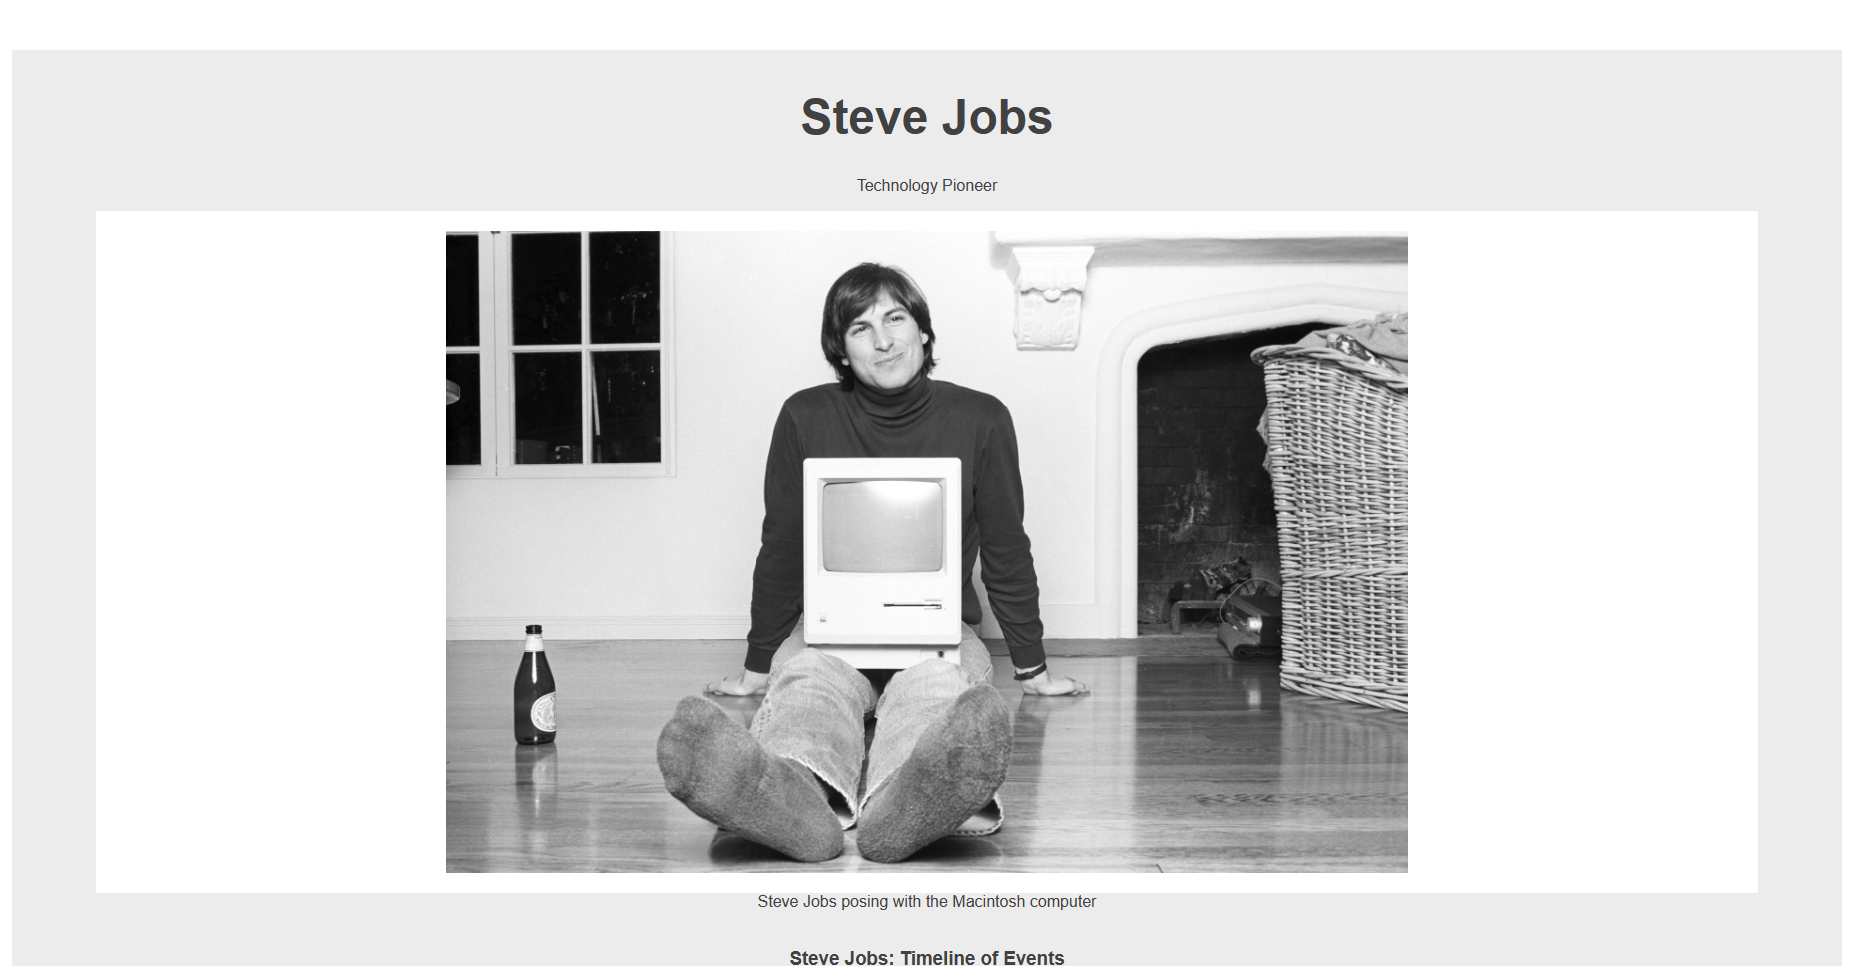 Steve Jobs
Technology Pioneer
Steve Jobs posing with the Macintosh computer
Steve Jobs: Timeline of Events